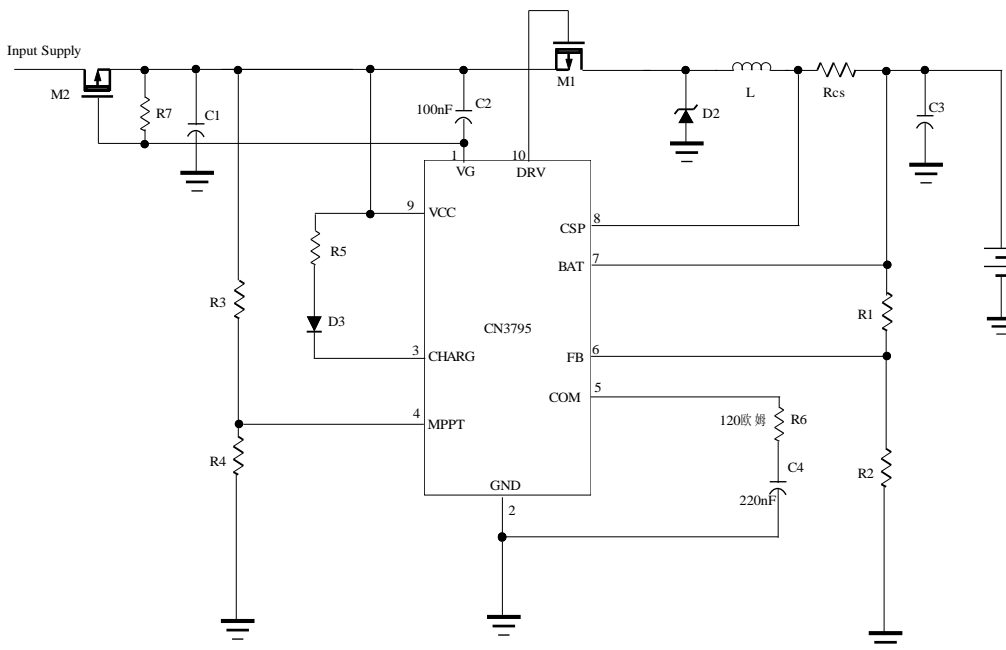 Input Supply
M2
R7
C1
100nF
C2
M1
D2
L
Rcs
C3
1
VG
10
DRV
9
VCC
8
CSP
R5
7
BAT
R3
D3
CN3795
R1
3
CHARG
6
FB
5
COM
4
MPPT
120欧姆
R6
R4
C4
R2
GND
220nF
2